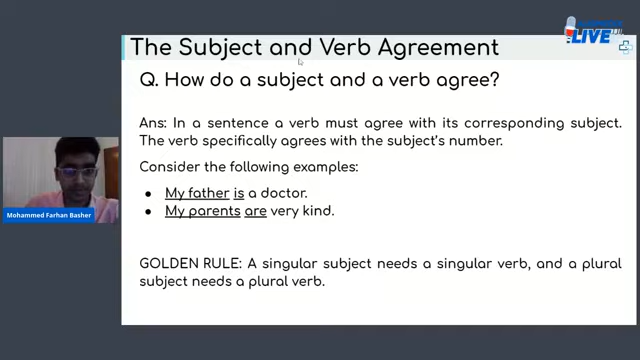 LIVE
The Subject and Verb Agreement
Q. How do a subject and a verb agree?
Ans: In a sentence a verb must agree with its corresponding subject.
The verb specifically agrees with the subject's number.
Consider the following examples:
● My father is a doctor.
● My parents are very kind.
GOLDEN RULE: A singular subject needs a singular verb, and a plural
subject needs a plural verb.
Mohammed Farhan Basher